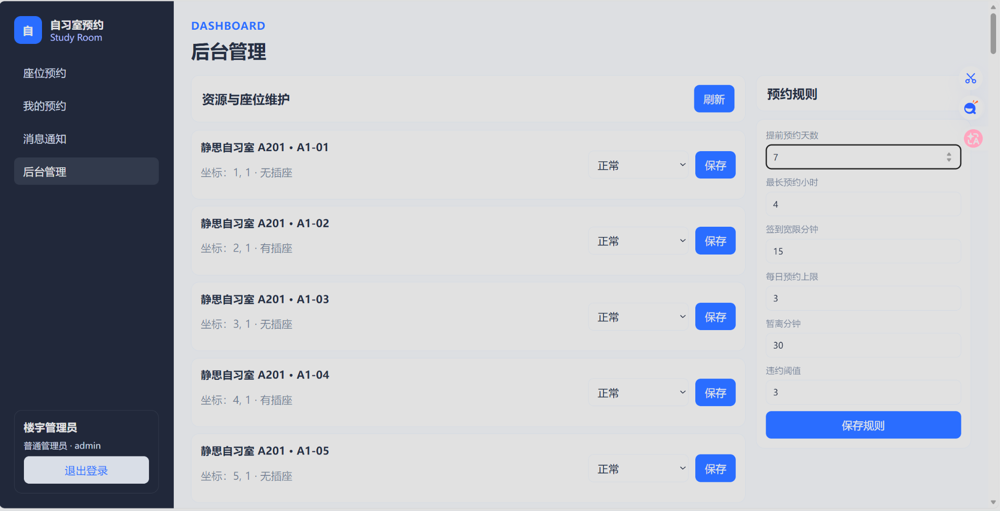 自
自习室预约
Study Room
座位预约
我的预约
消息通知
后台管理
楼宇管理员
普通管理员 · admin
退出登录
DASHBOARD
后台管理
资源与座位维护
刷新
静思自习室 A201 • A1-01
坐标：1, 1 · 无插座
正常
保存
静思自习室 A201 • A1-02
坐标：2, 1 · 有插座
正常
保存
静思自习室 A201 • A1-03
坐标：3, 1 · 无插座
正常
保存
静思自习室 A201 • A1-04
坐标：4, 1 · 有插座
正常
保存
静思自习室 A201 • A1-05
坐标：5, 1 · 无插座
正常
保存
预约规则
提前预约天数
7
最长预约小时
4
签到宽限分钟
15
每日预约上限
3
暂离分钟
30
违约阈值
3
保存规则